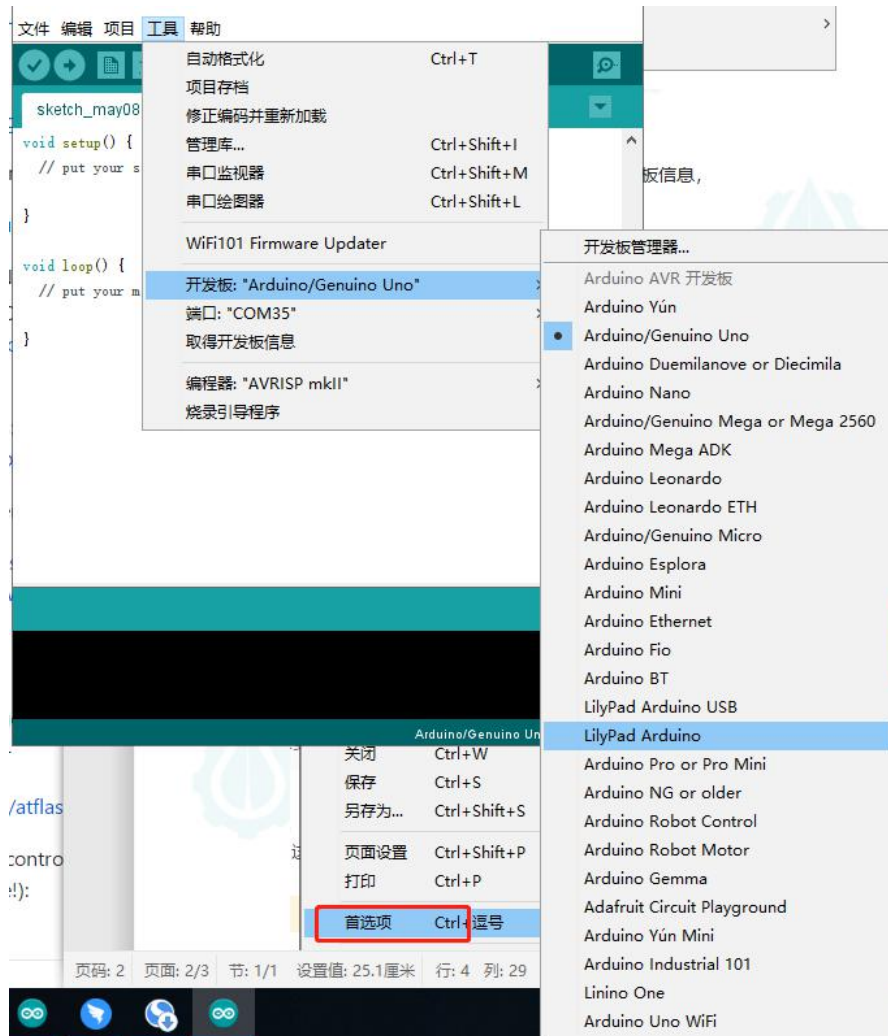 文件 编辑 项目 工具 帮助
sketch_may08
void setup() {
// put your s
}
void loop() {
// put your m
}
自动格式化 Ctrl+T
项目存档
修正编码并重新加载
管理库... Ctrl+Shift+I
串口监视器 Ctrl+Shift+M
串口绘图器 Ctrl+Shift+L
WiFi101 Firmware Updater
开发板: "Arduino/Genuino Uno"
端口: "COM35"
取得开发板信息
编程器: "AVRISP mkII"
烧录引导程序
板信息，
开发板管理器...
Arduino AVR 开发板
Arduino Yún
Arduino/Genuino Uno
Arduino Duemilanove or Diecimila
Arduino Nano
Arduino/Genuino Mega or Mega 2560
Arduino Mega ADK
Arduino Leonardo
Arduino Leonardo ETH
Arduino/Genuino Micro
Arduino Esplora
Arduino Mini
Arduino Ethernet
Arduino Fio
Arduino BT
LilyPad Arduino USB
LilyPad Arduino
Arduino Pro or Pro Mini
Arduino NG or older
Arduino Robot Control
Arduino Robot Motor
Arduino Gemma
Adafruit Circuit Playground
Arduino Yún Mini
Arduino Industrial 101
Linino One
Arduino Uno WiFi
Arduino/Genuino Un
关闭 Ctrl+W
保存 Ctrl+S
另存为... Ctrl+Shift+S
页面设置 Ctrl+Shift+P
打印 Ctrl+P
首选项 Ctrl+逗号
/atflas
contro
e!):
页码: 2 页面: 2/3 节: 1/1 设置值: 25.1厘米 行: 4 列: 29